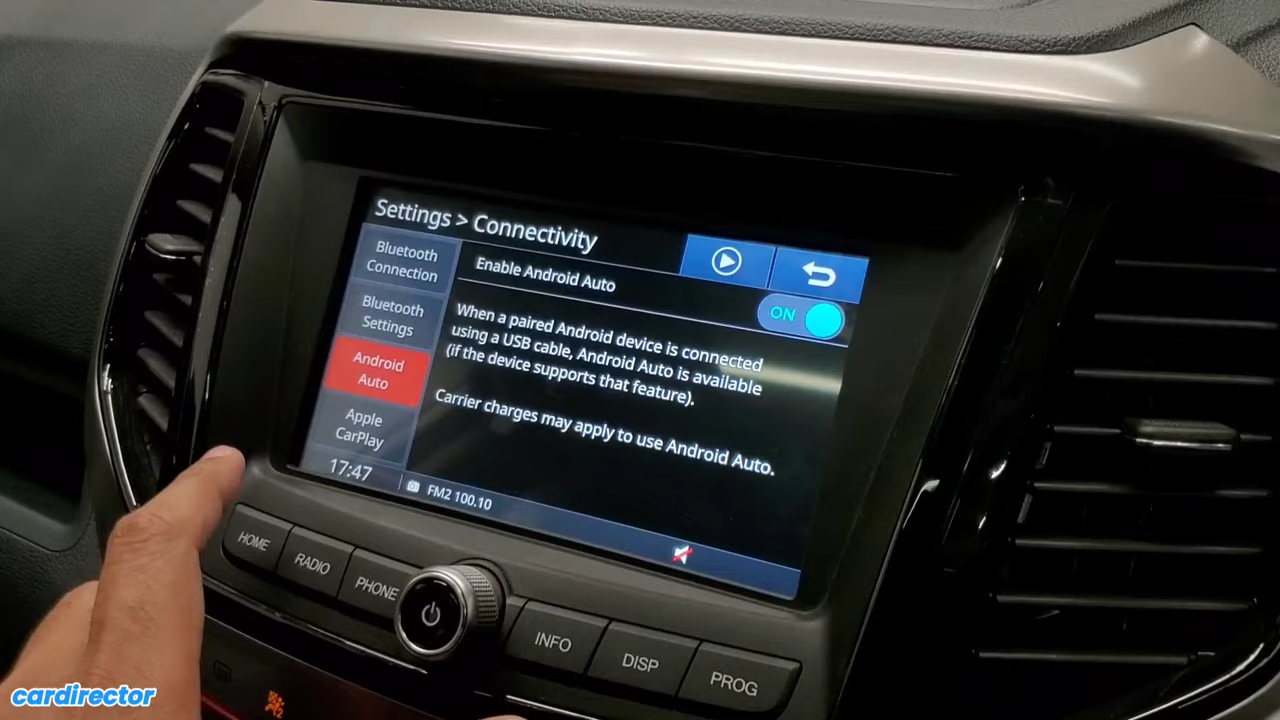 Settings > Connectivity
Bluetooth
Connection
Bluetooth
Settings
Android
Auto
Apple
CarPlay
17:47
Enable Android Auto
ON
When a paired Android device is connected
using a USB cable, Android Auto is available
(if the device supports that feature).
Carrier charges may apply to use Android Auto.
FM2 100.10
HOME
RADIO
PHONE
INFO
DISP
PROG
cardirector